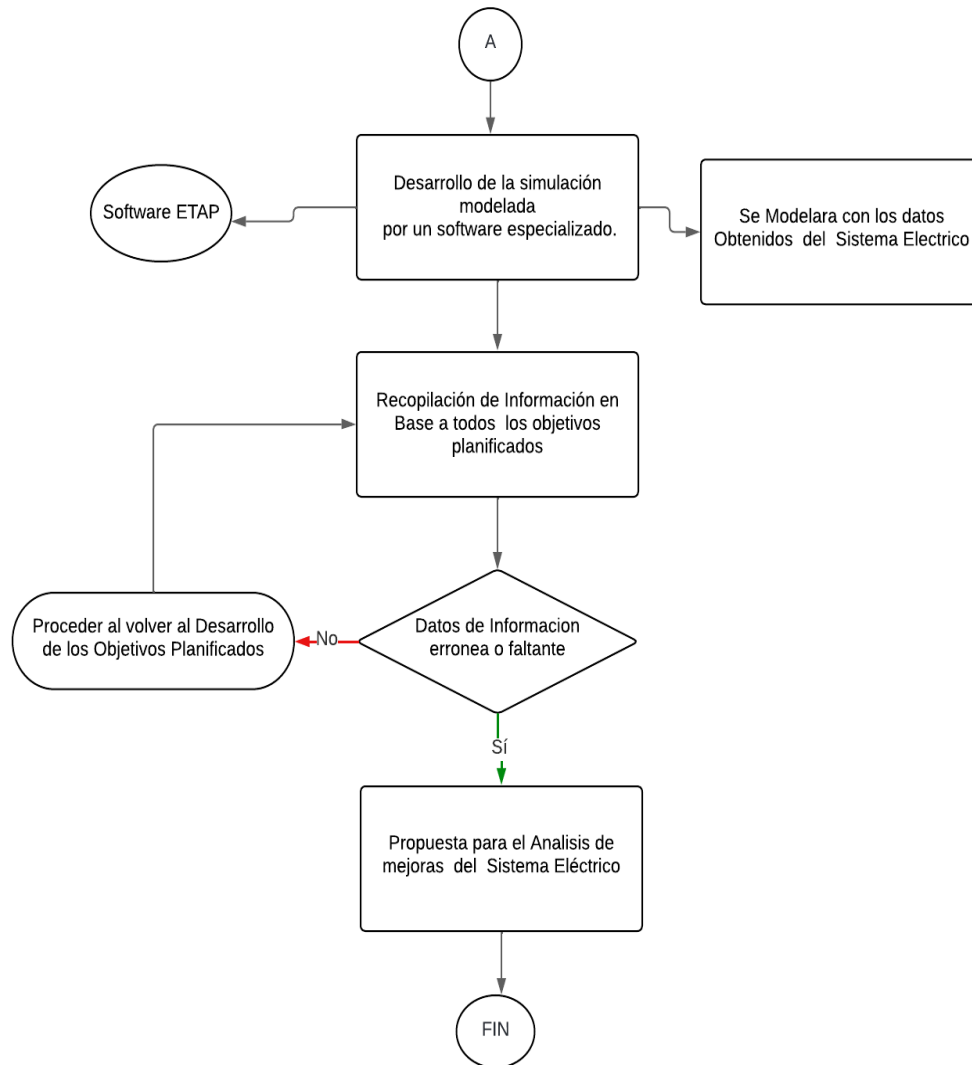 A
Desarrollo de la simulación
modelada
por un software especializado.
Software ETAP
Se Modelara con los datos
Obtenidos del Sistema Electrico
Recopilación de Información en
Base a todos los objetivos
planificados
Datos de Informacion
erronea o faltante
No
Proceder al volver al Desarrollo
de los Objetivos Planificados
Sí
Propuesta para el Analisis de
mejoras del Sistema Eléctrico
FIN